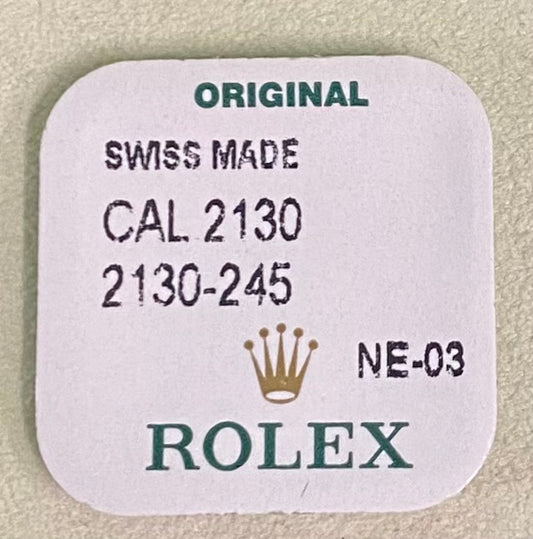 ORIGINAL
SWISS MADE
CAL 2130
2130-245
NE-03
ROLEX